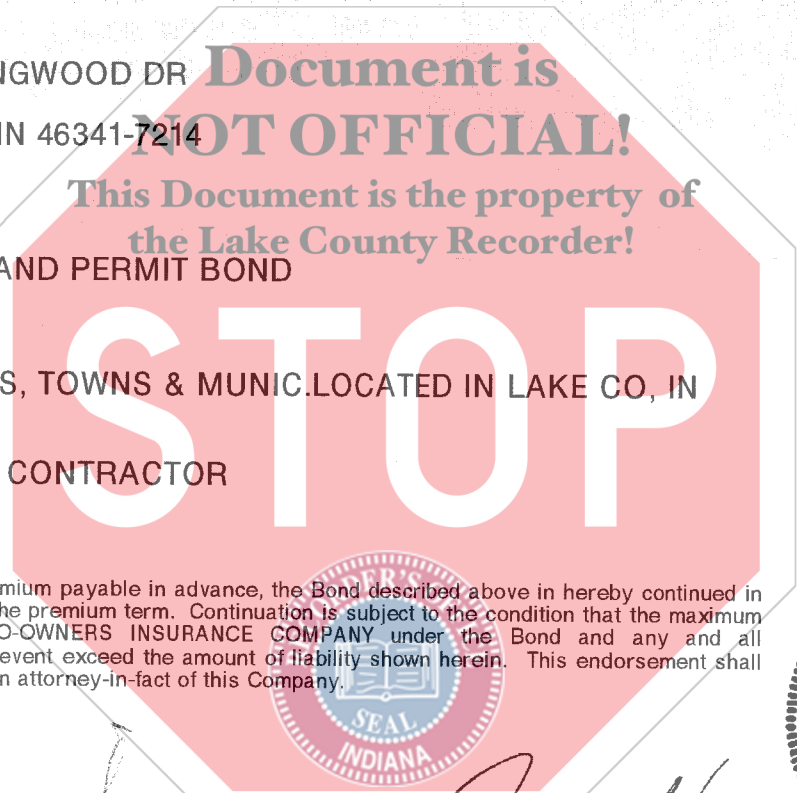 NGWOOD DR
Document is
IN 46341-7214
NOT OFFICIAL!
This Document is the property of
the Lake County Recorder!
AND PERMIT BOND
STOP
S, TOWNS & MUNIC.LOCATED IN LAKE CO, IN
CONTRACTOR
mium payable in advance, the Bond described above in hereby continued in
he premium term. Continuation is subject to the condition that the maximum
O-OWNERS INSURANCE COMPANY under the Bond and any and all
event exceed the amount of liability shown herein. This endorsement shall
n attorney-in-fact of this Company.
RECORDER'S OFFICE
SEAL
INDIANA